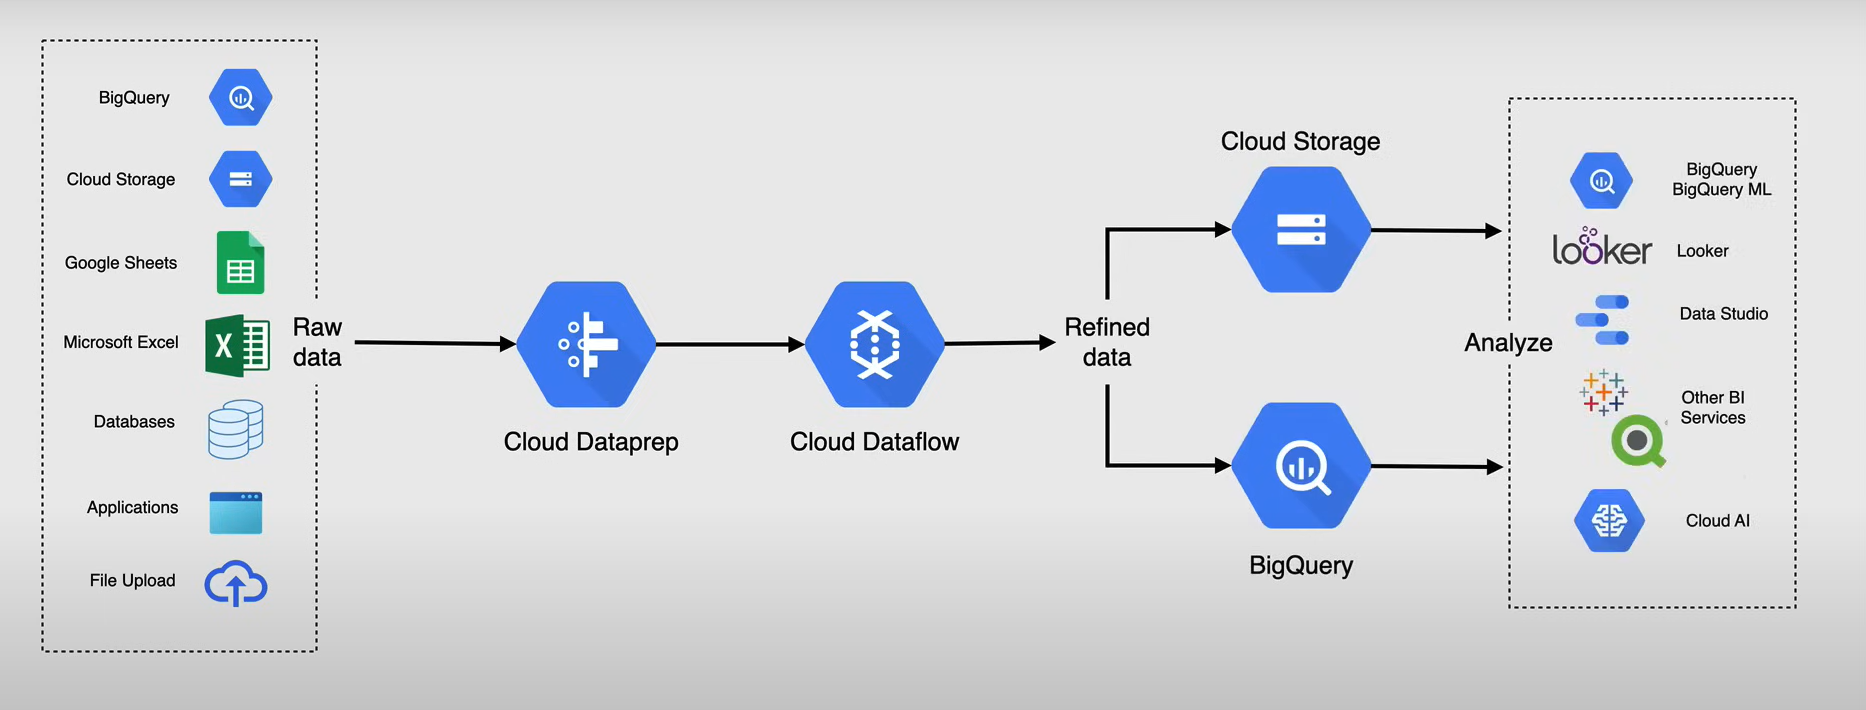 BigQuery
Cloud Storage
Google Sheets
Microsoft Excel
X
Databases
Applications
File Upload
Raw
data
Cloud Dataprep
Cloud Dataflow
Refined
data
Cloud Storage
BigQuery
Analyze
BigQuery
BigQuery ML
looker
Looker
Data Studio
Other BI
Services
Cloud AI